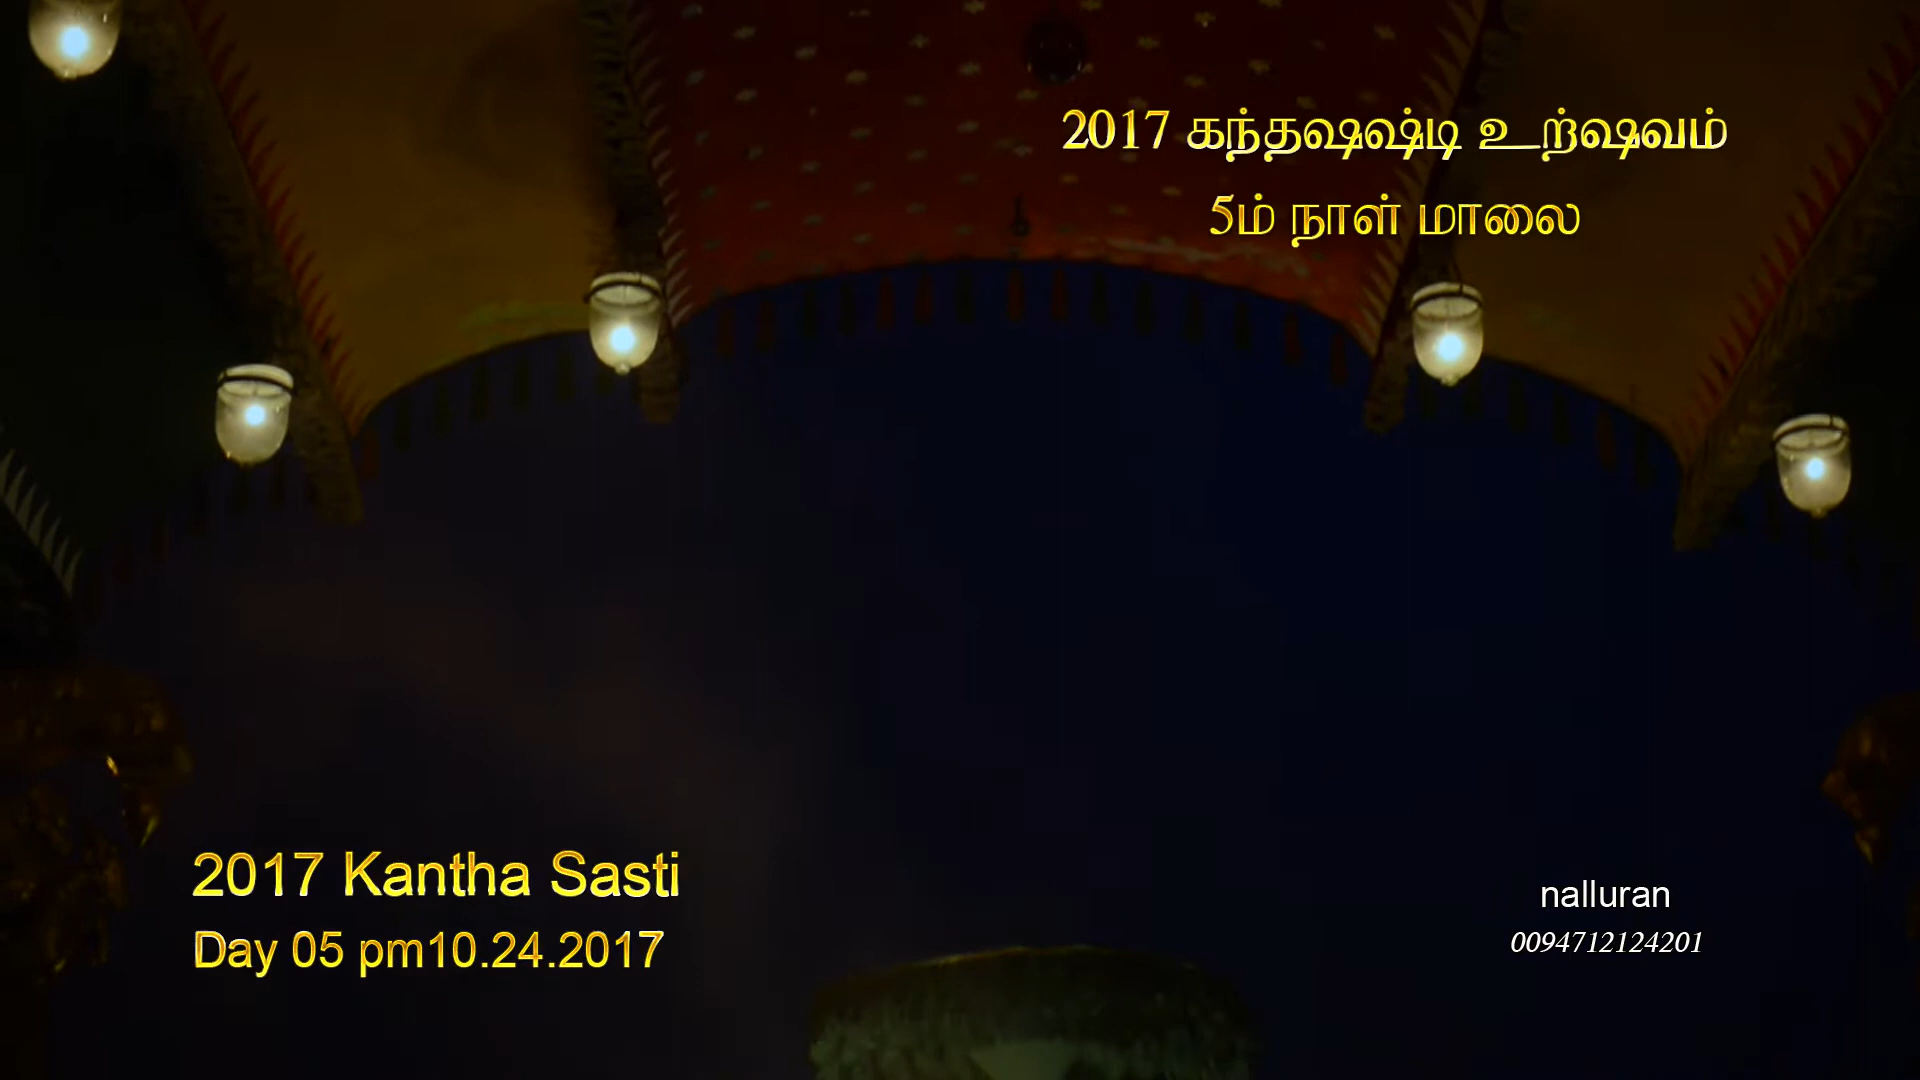 2017 கந்தஷஷ்டி உற்ஷவம்
5ம் நாள் மாலை
2017 Kantha Sasti
Day 05 pm10.24.2017
nalluran
0094712124201